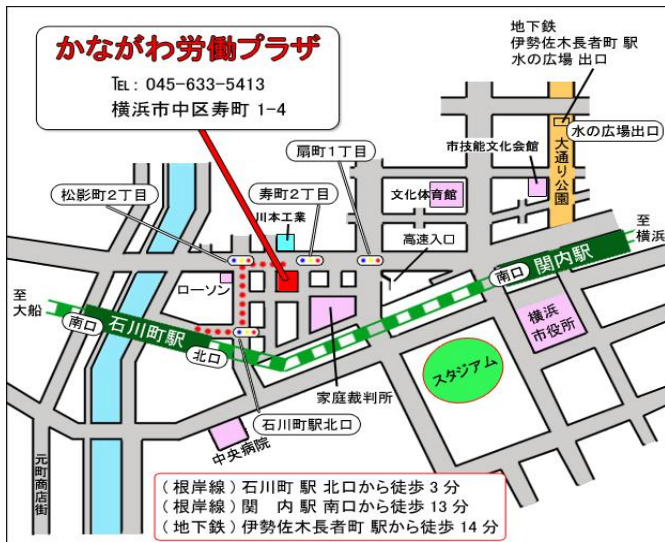 かながわ労働プラザ
TEL : 045-633-5413
横浜市中区寿町 1-4
地下鉄
伊勢佐木長者町 駅
水の広場 出口
水の広場出口
大通り公園
市技能文化会館
扇町1丁目
文化体育館
松影町2丁目
寿町2丁目
川本工業
高速入口
至
横浜
関内駅
南口
ローソン
至
大船
南口
石川町駅
北口
横浜
市役所
スタジアム
家庭裁判所
石川町駅北口
中央病院
元町商店街
( 根岸線 ) 石川町 駅 北口から徒歩 3 分
( 根岸線 ) 関 内 駅 南口から徒歩 13 分
( 地下鉄 ) 伊勢佐木長者町 駅から徒歩 14 分